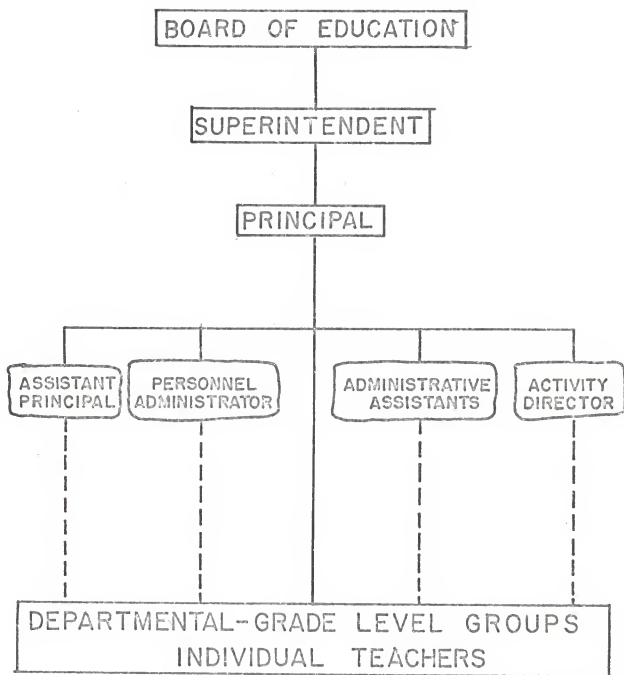 BOARD OF EDUCATION
SUPERINTENDENT
PRINCIPAL
ASSISTANT
PRINCIPAL
PERSONNEL
ADMINISTRATOR
ADMINISTRATIVE
ASSISTANTS
ACTIVITY
DIRECTOR
DEPARTMENTAL-GRADE LEVEL GROUPS
INDIVIDUAL TEACHERS